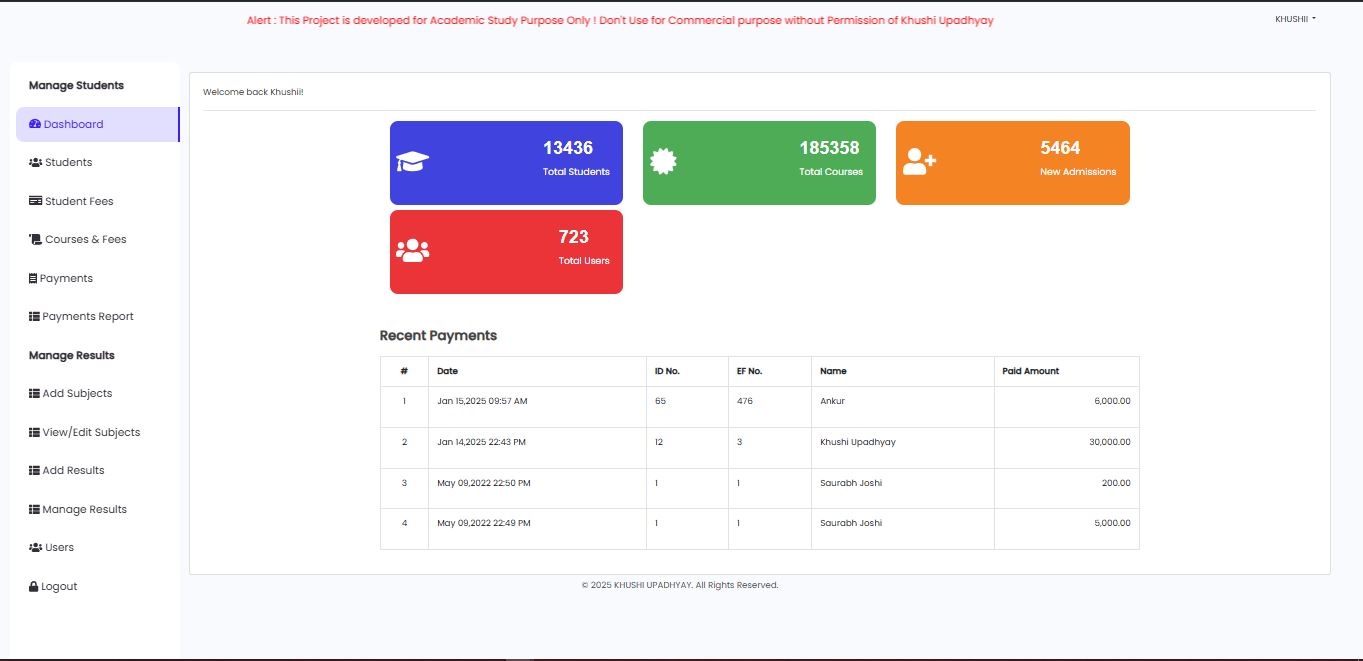 Alert : This Project is developed for Academic Study Purpose Only ! Don't Use for Commercial purpose without Permission of Khushi Upadhyay
KHUSHII
Manage Students
Dashboard
Students
Student Fees
Courses & Fees
Payments
Payments Report
Manage Results
Add Subjects
View/Edit Subjects
Add Results
Manage Results
Users
Logout
Welcome back Khushii!
13436
Total Students
185358
Total Courses
5464
New Admissions
723
Total Users
Recent Payments
# Date ID No. EF No. Name Paid Amount
1 Jan 15,2025 09:57 AM 65 476 Ankur 6,000.00
2 Jan 14,2025 22:43 PM 12 3 Khushi Upadhyay 30,000.00
3 May 09,2022 22:50 PM 1 1 Saurabh Joshi 200.00
4 May 09,2022 22:49 PM 1 1 Saurabh Joshi 5,000.00
© 2025 KHUSHI UPADHYAY. All Rights Reserved.